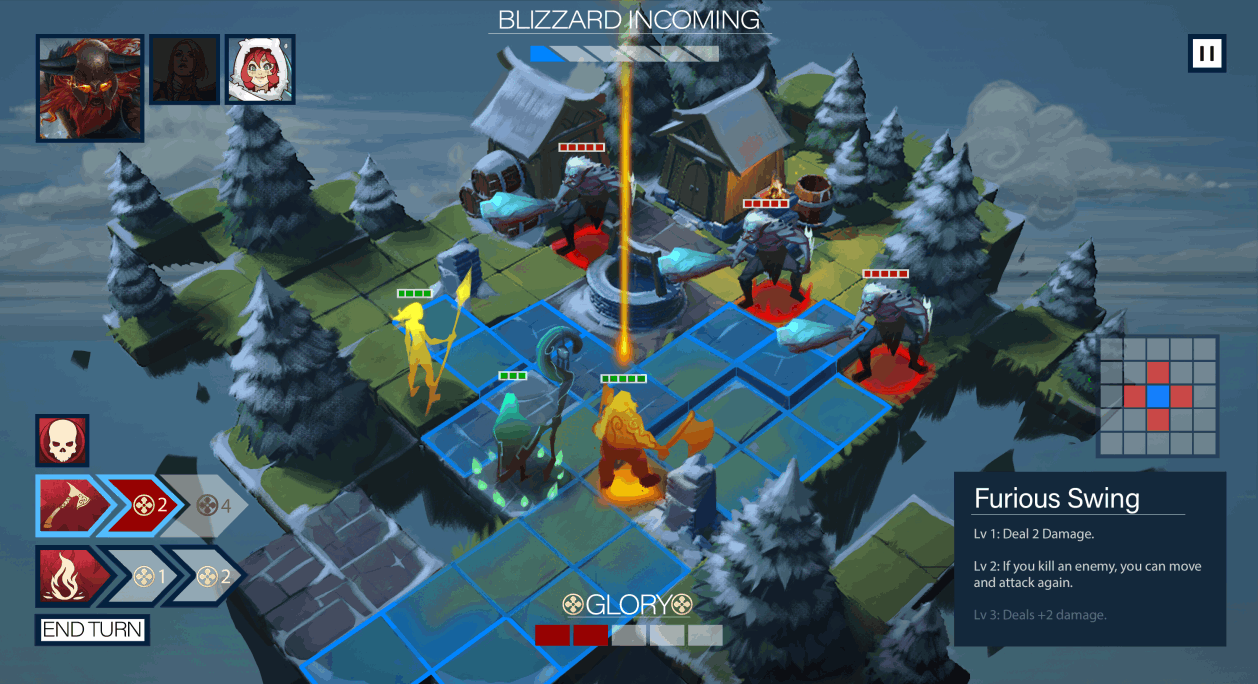 BLIZZARD INCOMING
2
4
1
2
END TURN
GLORY
Furious Swing
Lv 1: Deal 2 Damage.
Lv 2: If you kill an enemy, you can move
and attack again.
Lv 3: Deals +2 damage.